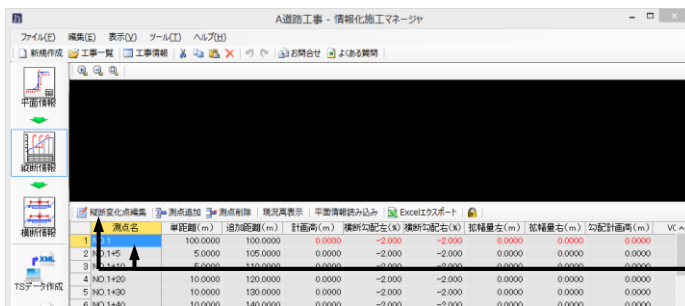 A道路工事 - 情報化施工マネージャ
ファイル(F) 編集(E) 表示(V) ツール(T) ヘルプ(H)
新規作成 工事一覧 工事情報 お問合せ よくある質問
平面情報
縦断情報
横断情報
TSデータ作成
XML
縦断変化点編集 測点追加 測点削除 現況高表示 平面情報読み込み Excelエクスポート
測点名 単距離(m) 追加距離(m) 計画高(m) 横断勾配左(%) 横断勾配右(%) 拡幅量左(m) 拡幅量右(m) 勾配計画高(m) VC
1 NO.1 100.0000 100.0000 0.0000 -2.000 -2.000 0.0000 0.0000 0.0000
2 NO.1+5 5.0000 105.0000 0.0000 -2.000 -2.000 0.0000 0.0000 0.0000
3 NO.1+10 5.0000 110.0000 0.0000 -2.000 -2.000 0.0000 0.0000 0.0000
4 NO.1+20 10.0000 120.0000 0.0000 -2.000 -2.000 0.0000 0.0000 0.0000
5 NO.1+30 10.0000 130.0000 0.0000 -2.000 -2.000 0.0000 0.0000 0.0000
6 NO.1+40 10.0000 140.0000 0.0000 -2.000 -2.000 0.0000 0.0000 0.0000